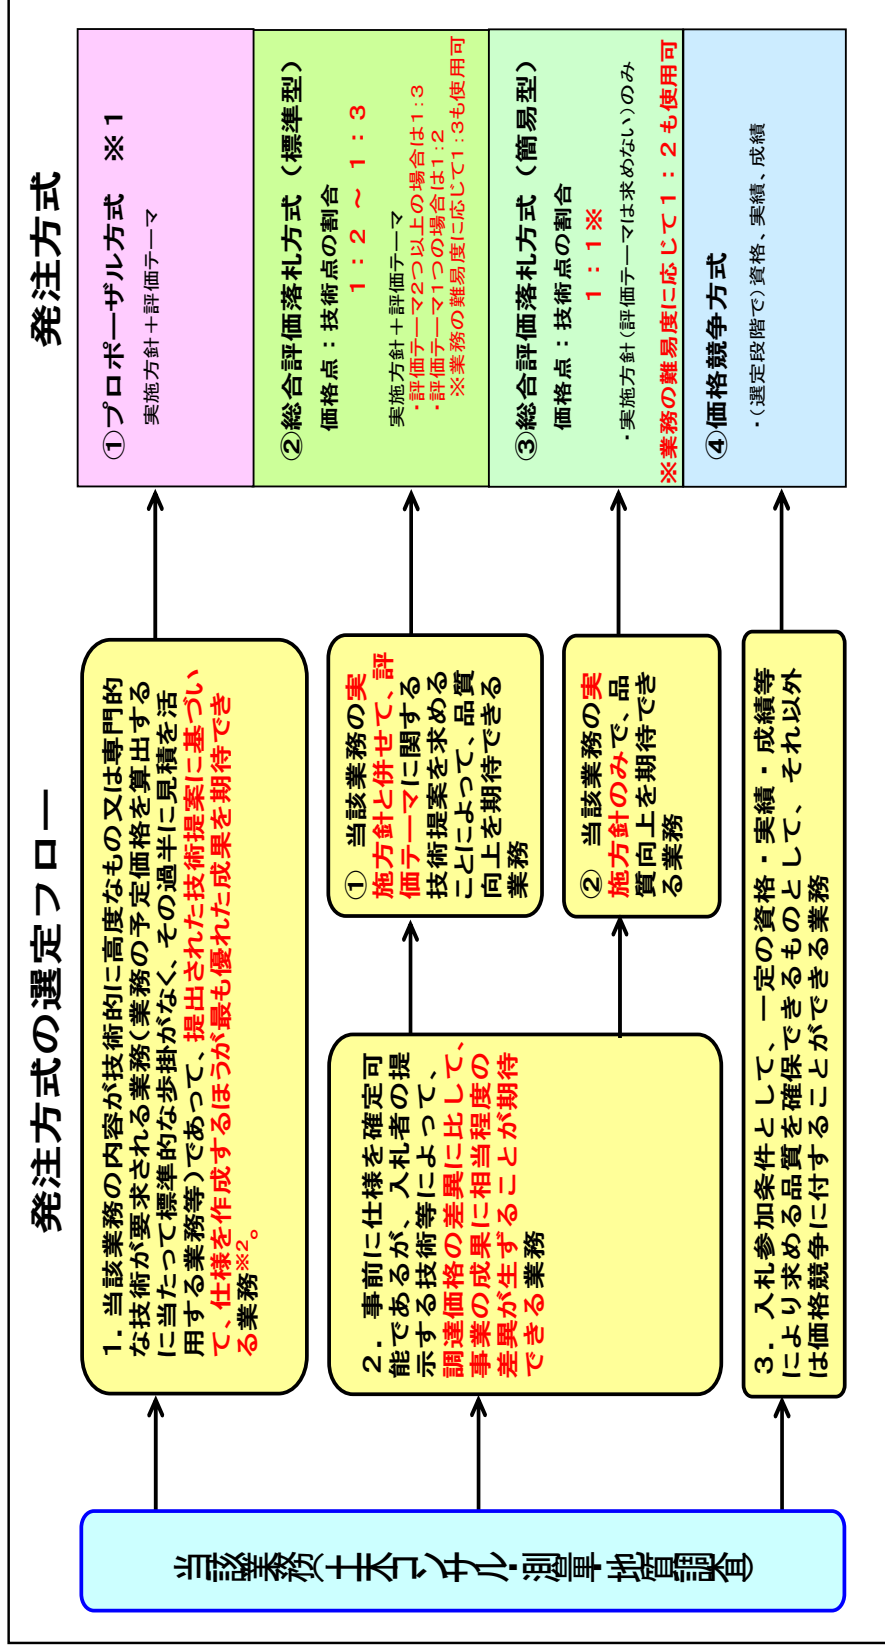 発注方式の選定フロー
発注方式
当該業務(土木コンサル・測量・地質調査)
1.当該業務の内容が技術的に高度なもの又は専門的
な技術が要求される業務(業務の予定価格を算出する
に当たって標準的な歩掛がなく、その過半に見積を活
用する業務等)であって、提出された技術提案に基づい
て、仕様を作成するほうが最も優れた成果を期待でき
る業務※2。
①プロポーザル方式 ※1
実施方針+評価テーマ
2. 事前に仕様を確定可
能であるが、入札者の提
示する技術等によって、
調達価格の差異に比して、
事業の成果に相当程度の
差異が生ずることが期待
できる業務
① 当該業務の実
施方針と併せて、評
価テーマに関する
技術提案を求める
ことによって、品質
向上を期待できる
業務
②総合評価落札方式(標準型)
価格点:技術点の割合
1:2 ~ 1:3
実施方針+評価テーマ
・評価テーマ2つ以上の場合は1:3
・評価テーマ1つの場合は1:2
※業務の難易度に応じて1:3も使用可
② 当該業務の実
施方針のみで、品
質向上を期待でき
る業務
③総合評価落札方式(簡易型)
価格点:技術点の割合
1:1※
・実施方針(評価テーマは求めない)のみ
※業務の難易度に応じて1:2も使用可
3. 入札参加条件として、一定の資格・実績・成績等
により求める品質を確保できるものとして、それ以外
は価格競争に付することができる業務
④価格競争方式
・(選定段階で)資格、実績、成績